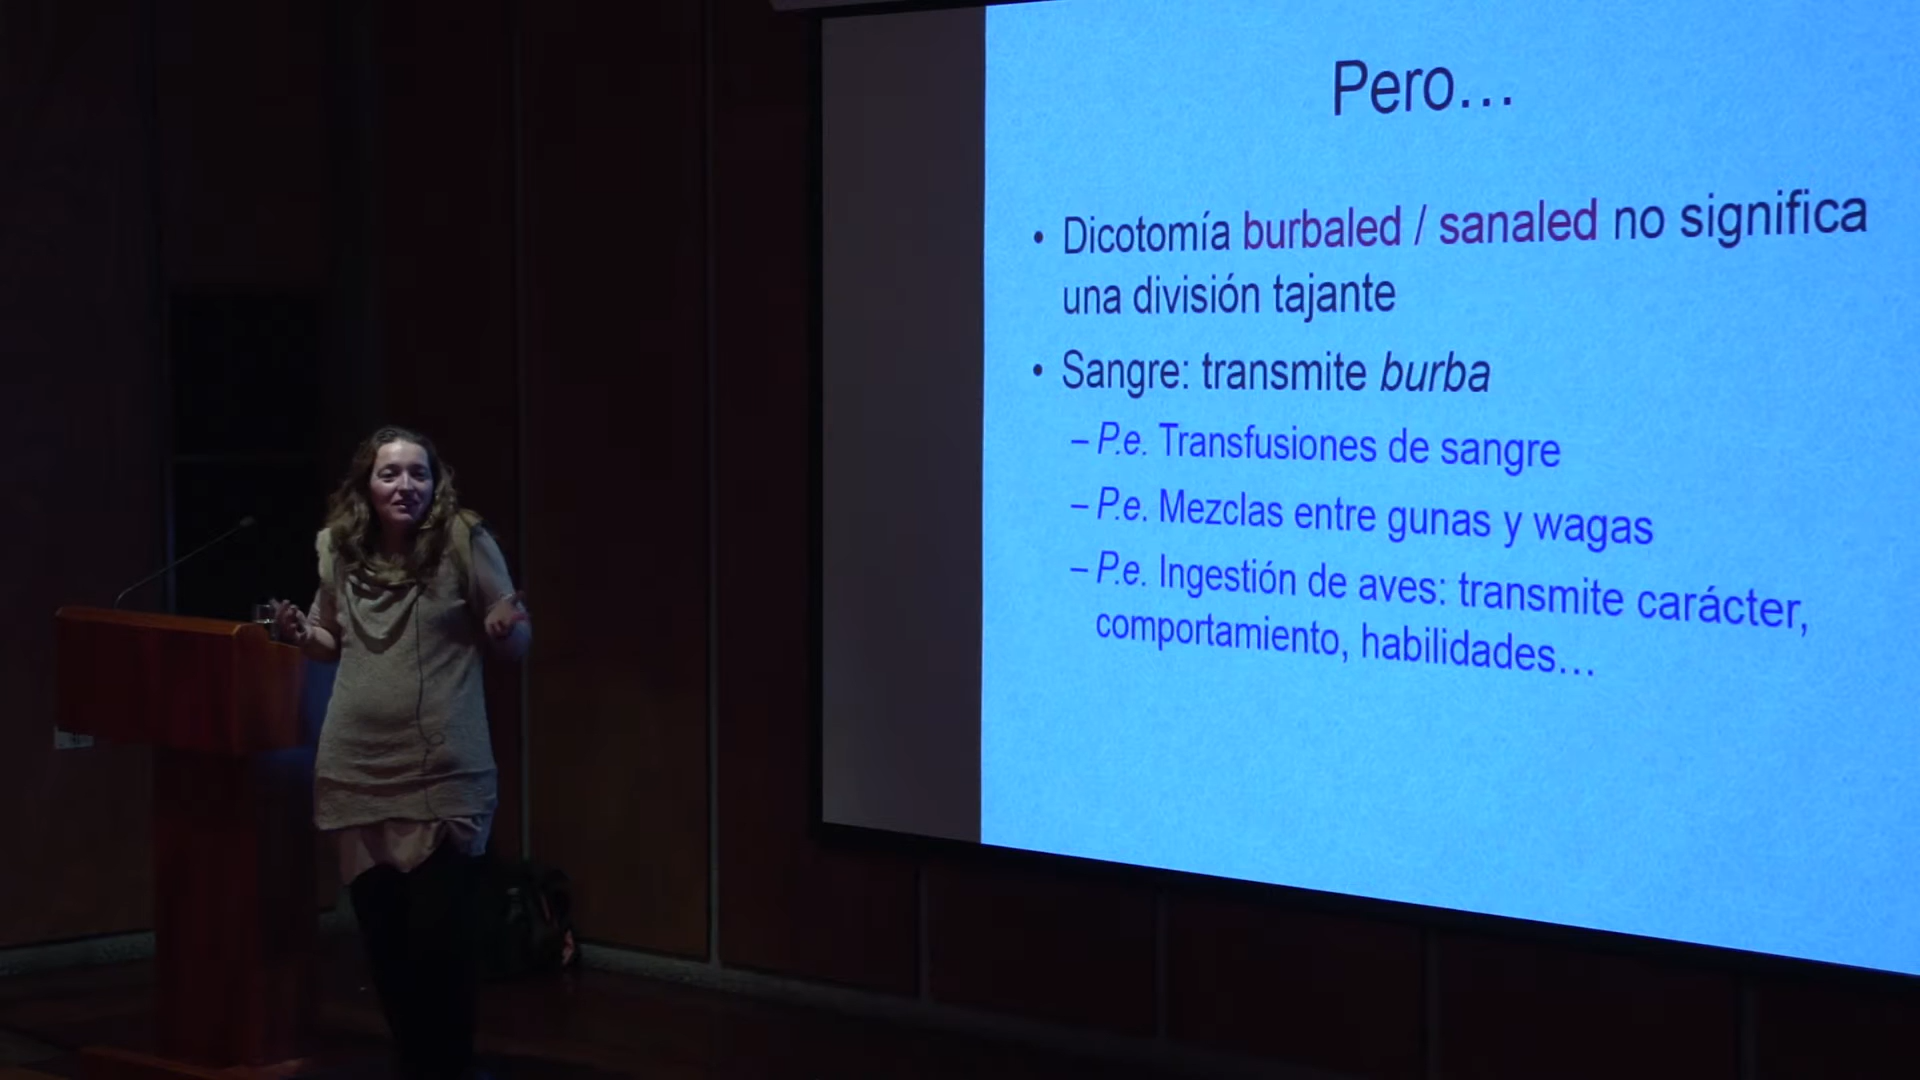 Pero…
• Dicotomía burbaled / sanaled no significa
una división tajante
• Sangre: transmite burba
– P.e. Transfusiones de sangre
– P.e. Mezclas entre gunas y wagas
– P.e. Ingestión de aves: transmite carácter,
comportamiento, habilidades…